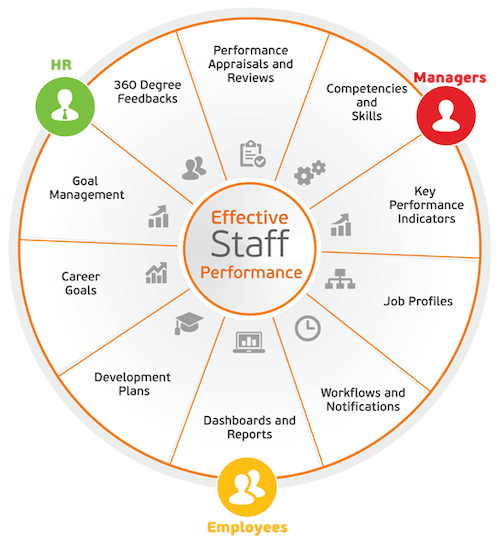 HR
Managers
Performance
Appraisals and
Reviews
360 Degree
Feedbacks
Competencies
and
Skills
Goal
Management
Key
Performance
Indicators
Effective
Staff
Performance
Career
Goals
Job Profiles
Development
Plans
Workflows and
Notifications
Dashboards and
Reports
Employees